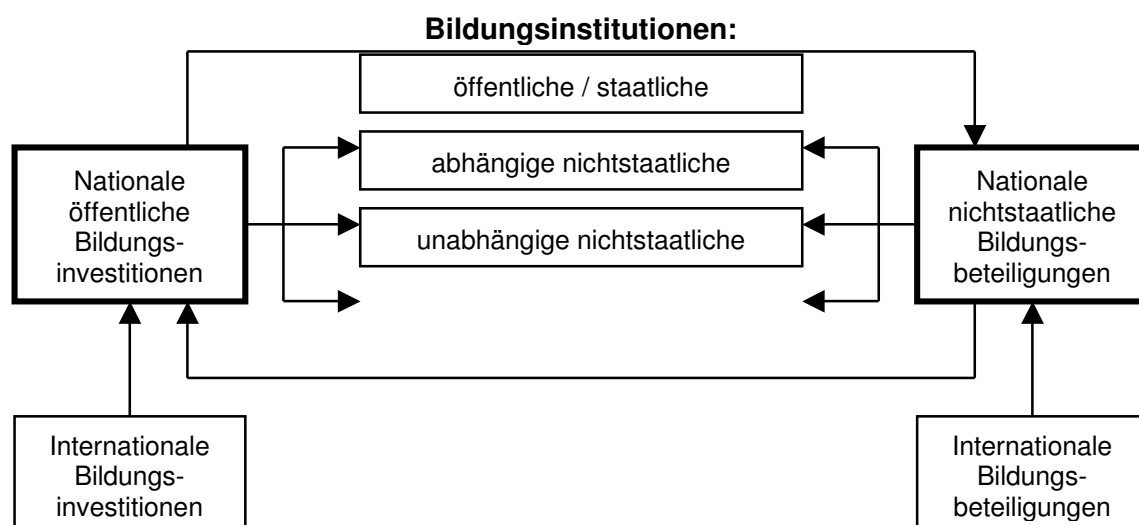 Bildungsinstitutionen:
öffentliche / staatliche
abhängige nichtstaatliche
unabhängige nichtstaatliche
Nationale
öffentliche
Bildungs-
investitionen
Nationale
nichtstaatliche
Bildungs-
beteiligungen
Internationale
Bildungs-
investitionen
Internationale
Bildungs-
beteiligungen